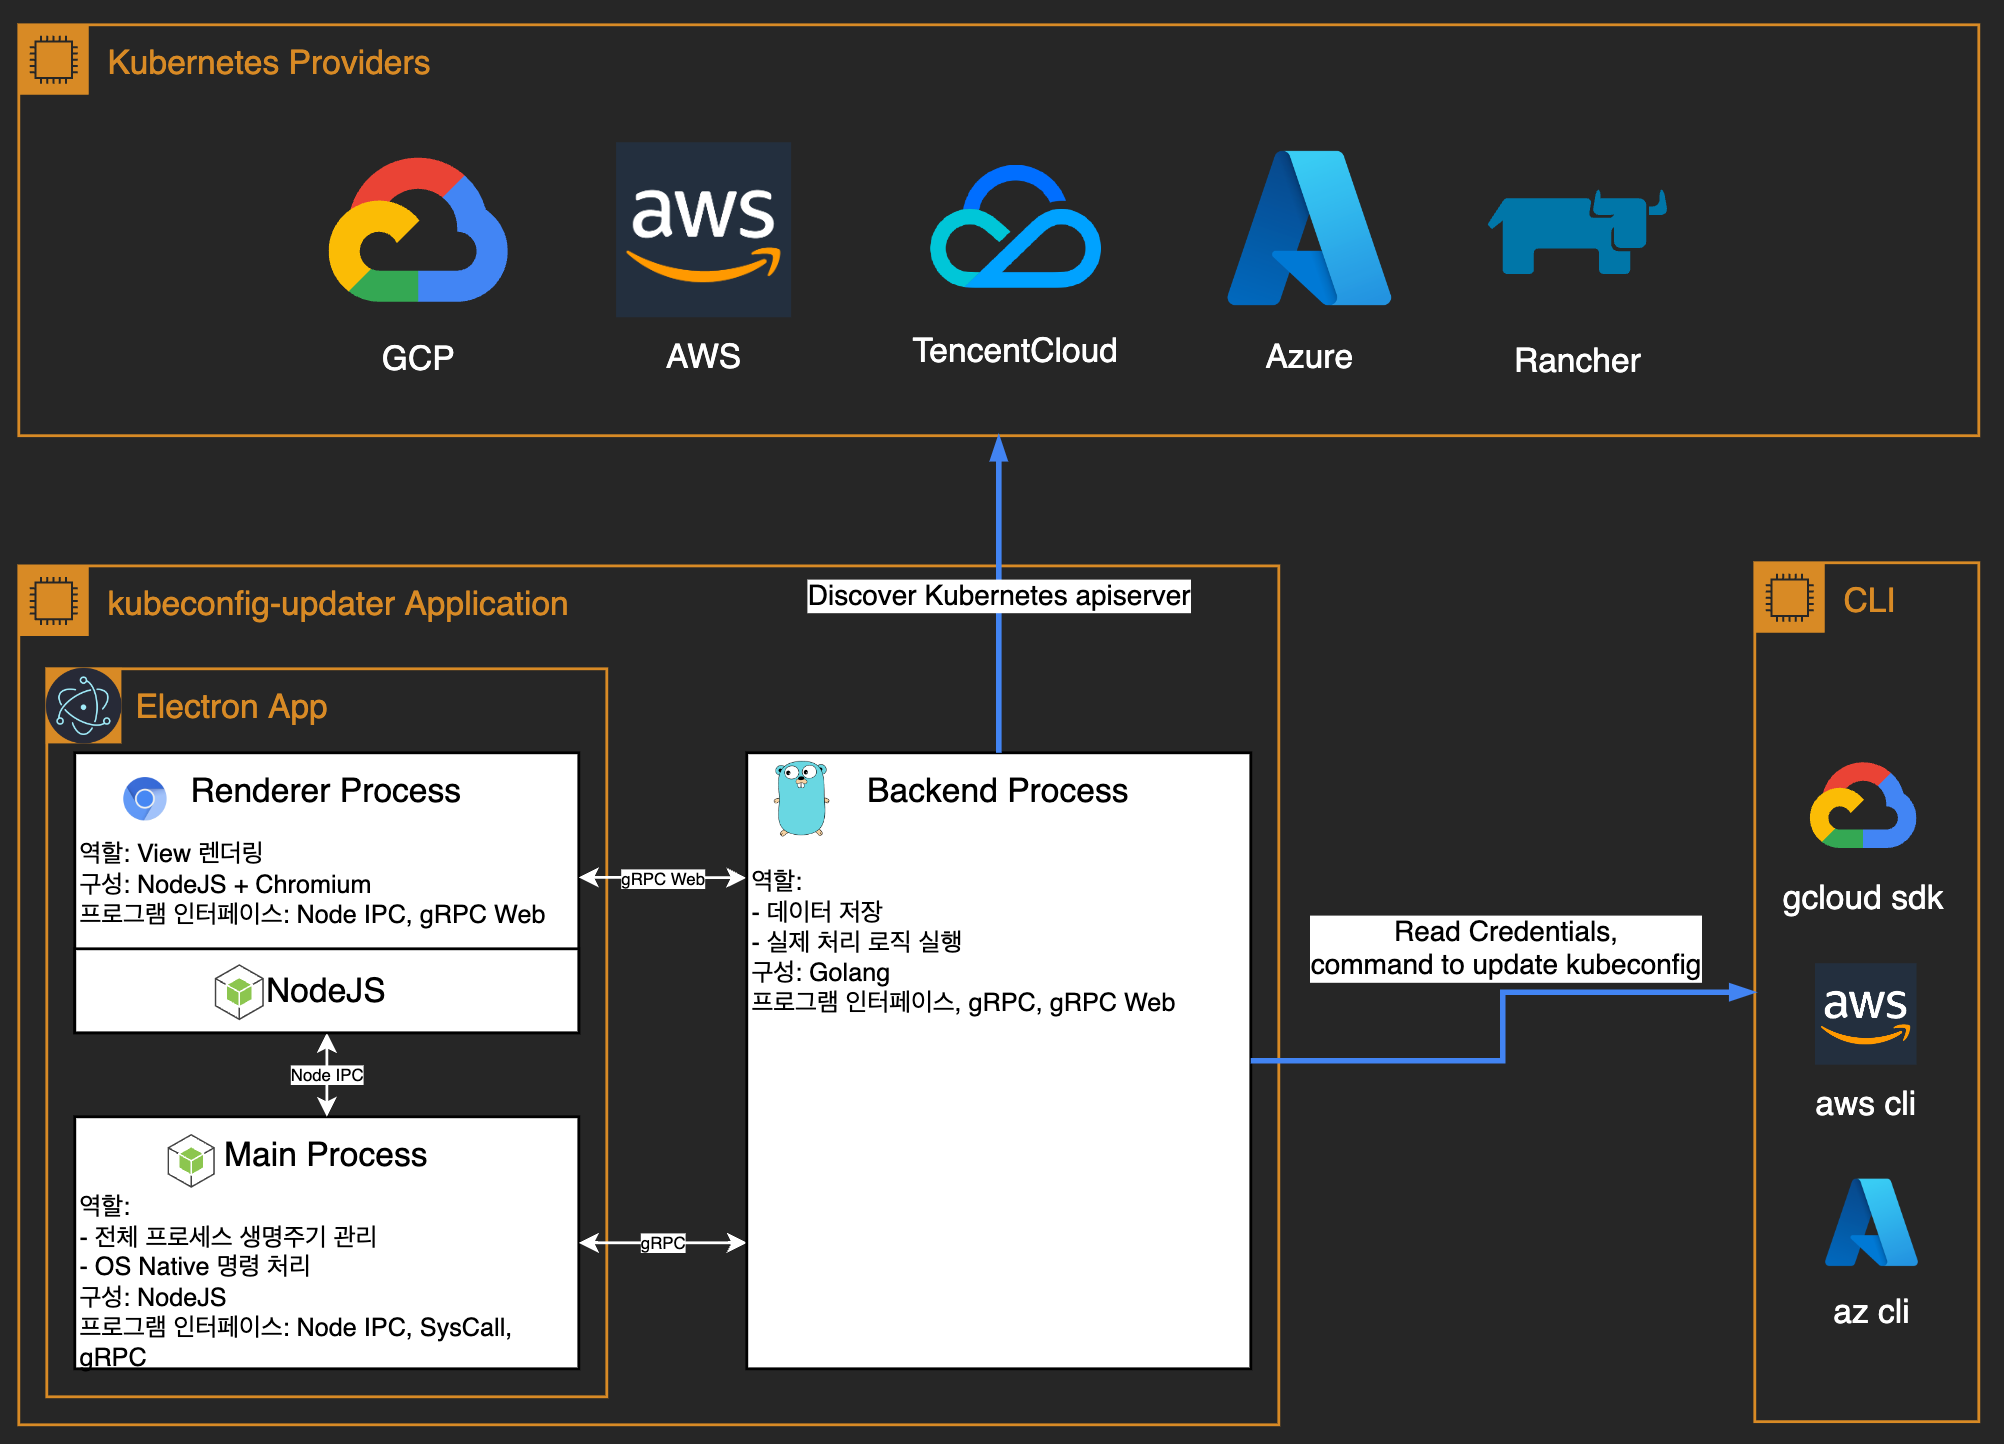 Kubernetes Providers
aws
GCP
AWS
TencentCloud
Azure
Rancher
kubeconfig-updater Application
Discover Kubernetes apiserver
CLI
Electron App
Renderer Process
역할: View 렌더링
구성: NodeJS + Chromium
프로그램 인터페이스: Node IPC, gRPC Web
NodeJS
Node IPC
Main Process
역할:
- 전체 프로세스 생명주기 관리
- OS Native 명령 처리
구성: NodeJS
프로그램 인터페이스: Node IPC, SysCall,
gRPC
gRPC Web
gRPC
Backend Process
역할:
- 데이터 저장
- 실제 처리 로직 실행
구성: Golang
프로그램 인터페이스, gRPC, gRPC Web
Read Credentials,
command to update kubeconfig
gcloud sdk
aws
aws cli
az cli